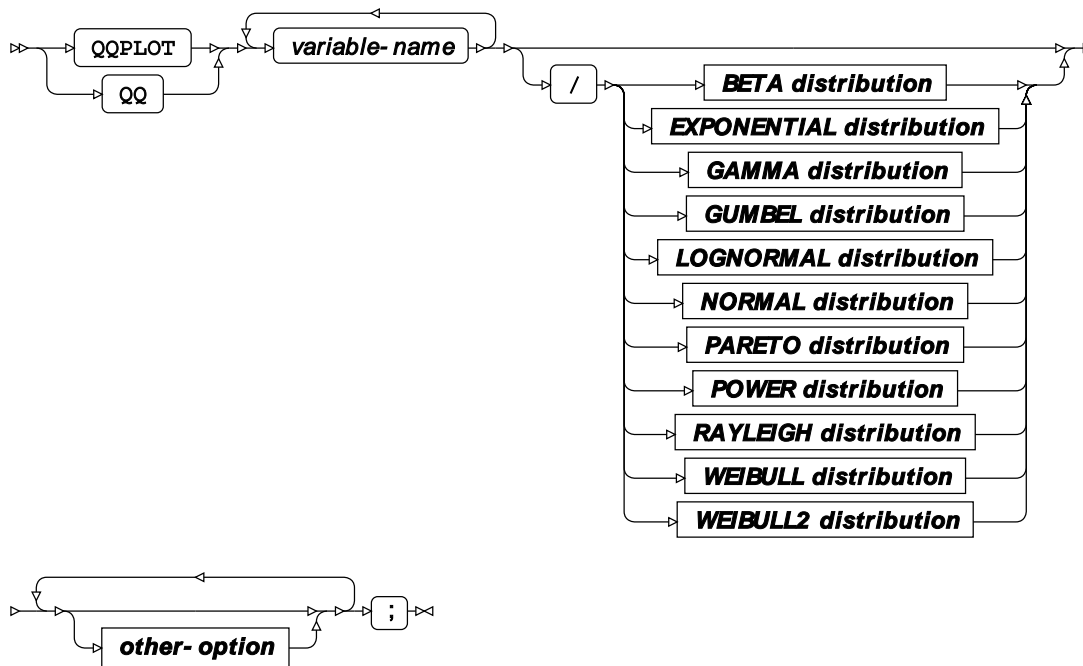 QQPLOT
QQ
variable-name
/
BETA distribution
EXPONENTIAL distribution
GAMMA distribution
GUMBEL distribution
LOGNORMAL distribution
NORMAL distribution
PARETO distribution
POWER distribution
RAYLEIGH distribution
WEIBULL distribution
WEIBULL2 distribution
other-option
;